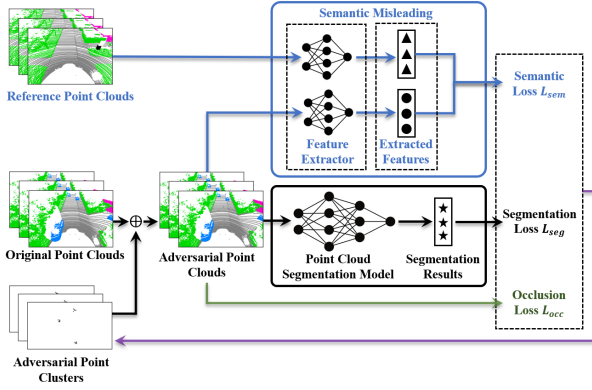 Semantic Misleading
Reference Point Clouds
Feature
Extractor
Extracted
Features
Semantic
Loss L_sem
Original Point Clouds
Adversarial Point
Clouds
Point Cloud
Segmentation Model
Segmentation
Results
Segmentation
Loss L_seg
Occlusion
Loss L_occ
Adversarial Point
Clusters